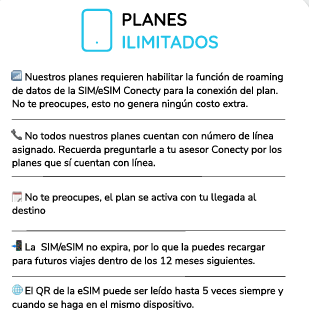 PLANES
ILIMITADOS
Nuestros planes requieren habilitar la función de roaming
de datos de la SIM/eSIM Conecty para la conexión del plan.
No te preocupes, esto no genera ningún costo extra.
No todos nuestros planes cuentan con número de línea
asignado. Recuerda preguntarle a tu asesor Conecty por los
planes que sí cuentan con línea.
No te preocupes, el plan se activa con tu llegada al
destino
La SIM/eSIM no expira, por lo que la puedes recargar
para futuros viajes dentro de los 12 meses siguientes.
El QR de la eSIM puede ser leído hasta 5 veces siempre y
cuando se haga en el mismo dispositivo.